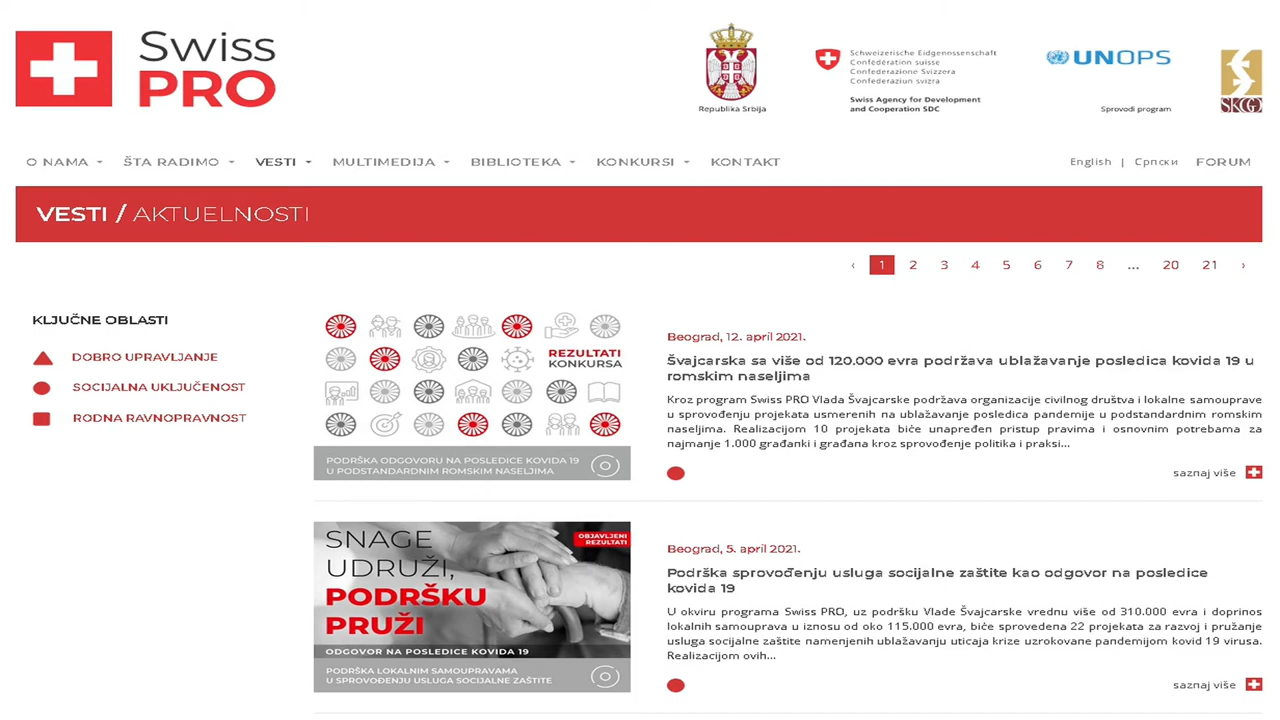 Swiss
PRO
Republika Srbija
Schweizerische Eidgenossenschaft
Confédération suisse
Confederazione Svizzera
Confederaziun svizra
Swiss Agency for Development
and Cooperation SDC
UNOPS
Sprovodi program
SKGO
O NAMA
ŠTA RADIMO
VESTI
MULTIMEDIJA
BIBLIOTEKA
KONKURSI
KONTAKT
English | Српски
FORUM
VESTI / AKTUELNOSTI
‹ 1 2 3 4 5 6 7 8 ... 20 21 ›
KLJUČNE OBLASTI
DOBRO UPRAVLJANJE
SOCIJALNA UKLJUČENOST
RODNA RAVNOPRAVNOST
REZULTATI
KONKURSA
PODRŠKA ODGOVORU NA POSLEDICE KOVIDA 19
U PODSTANDARDNIM ROMSKIM NASELJIMA
Beograd, 12. april 2021.
Švajcarska sa više od 120.000 evra podržava ublažavanje posledica kovida 19 u
romskim naseljima
Kroz program Swiss PRO Vlada Švajcarske podržava organizacije civilnog društva i lokalne samouprave
u sprovođenju projekata usmerenih na ublažavanje posledica pandemije u podstandardnim romskim
naseljima. Realizacijom 10 projekata biće unapređen pristup pravima i osnovnim potrebama za
najmanje 1.000 građanki i građana kroz sprovođenje politika i praksi...
saznaj više
SNAGE
UDRUŽI,
PODRŠKU
PRUŽI
OBJAVLJENI
REZULTATI
ODGOVOR NA POSLEDICE KOVIDA 19
PODRŠKA LOKALNIM SAMOUPRAVAMA
U SPROVOĐENJU USLUGA SOCIJALNE ZAŠTITE
Beograd, 5. april 2021.
Podrška sprovođenju usluga socijalne zaštite kao odgovor na posledice
kovida 19
U okviru programa Swiss PRO, uz podršku Vlade Švajcarske vrednu više od 310.000 evra i doprinos
lokalnih samouprava u iznosu od oko 115.000 evra, biće sprovedena 22 projekata za razvoj i pružanje
usluga socijalne zaštite namenjenih ublažavanju uticaja krize uzrokovane pandemijom kovid 19 virusa.
Realizacijom ovih...
saznaj više